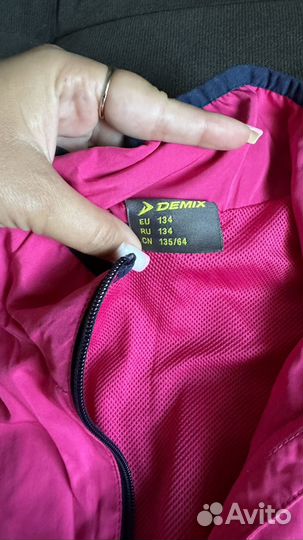 DEMIX
EU 134
RU 134
CN 135/64
Avito